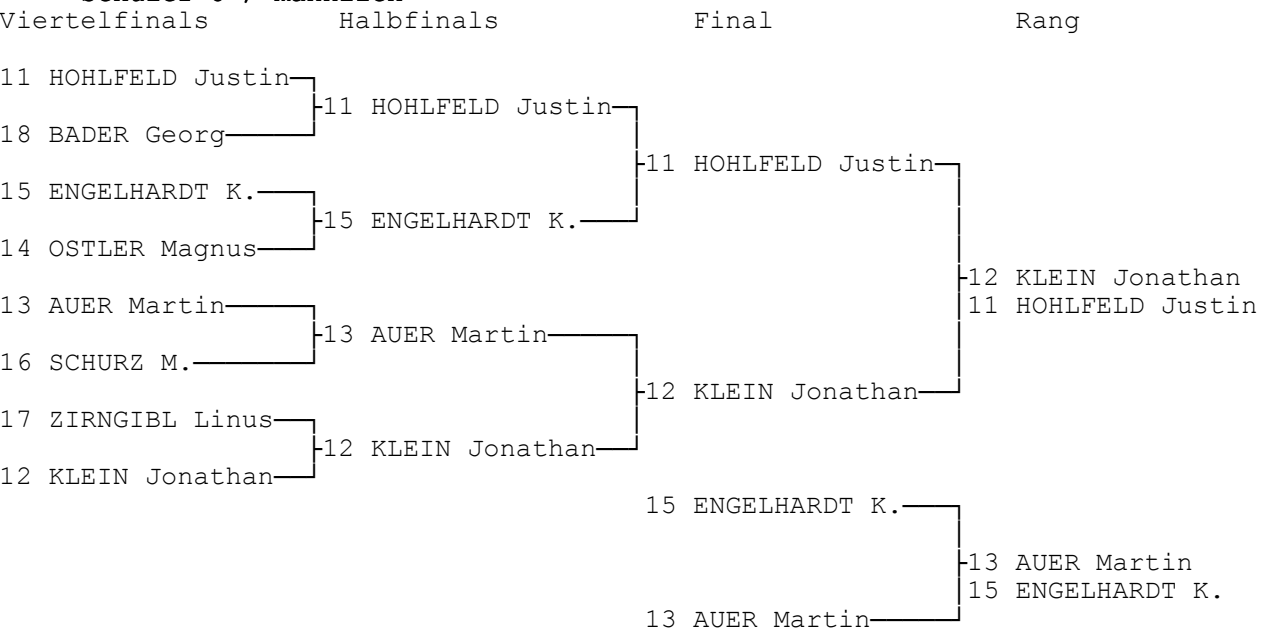 Viertelfinals Halbfinals Final Rang
11 HOHLFELD Justin
11 HOHLFELD Justin
18 BADER Georg
11 HOHLFELD Justin
15 ENGELHARDT K.
15 ENGELHARDT K.
14 OSTLER Magnus
12 KLEIN Jonathan
13 AUER Martin 11 HOHLFELD Justin
13 AUER Martin
16 SCHURZ M.
12 KLEIN Jonathan
17 ZIRNGIBL Linus
12 KLEIN Jonathan
12 KLEIN Jonathan
15 ENGELHARDT K.
13 AUER Martin
15 ENGELHARDT K.
13 AUER Martin